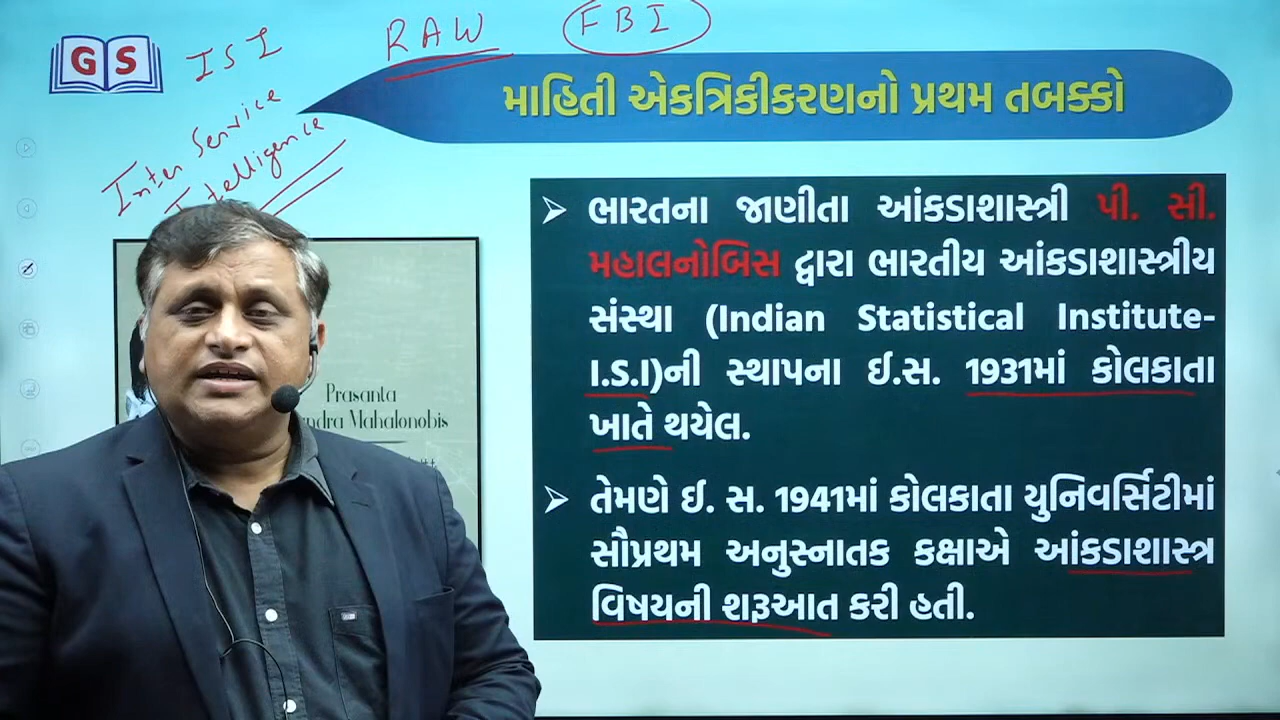 GS
ISI
RAW
FBI
Inter Service
Intelligence
માહિતી એકત્રિકીકરણનો પ્રથમ તબક્કો
➢ ભારતના જાણીતા આંકડાશાસ્ત્રી પી. સી.
મહાલનોબિસ દ્વારા ભારતીય આંકડાશાસ્ત્રીય
સંસ્થા (Indian Statistical Institute-
I.S.I)ની સ્થાપના ઈ.સ. 1931માં કોલકાતા
ખાતે થયેલ.
➢ તેમણે ઈ. સ. 1941માં કોલકાતા યુનિવર્સિટીમાં
સૌપ્રથમ અનુસ્નાતક કક્ષાએ આંકડાશાસ્ત્ર
વિષયની શરૂઆત કરી હતી.
Prasanta
Mahalonobis